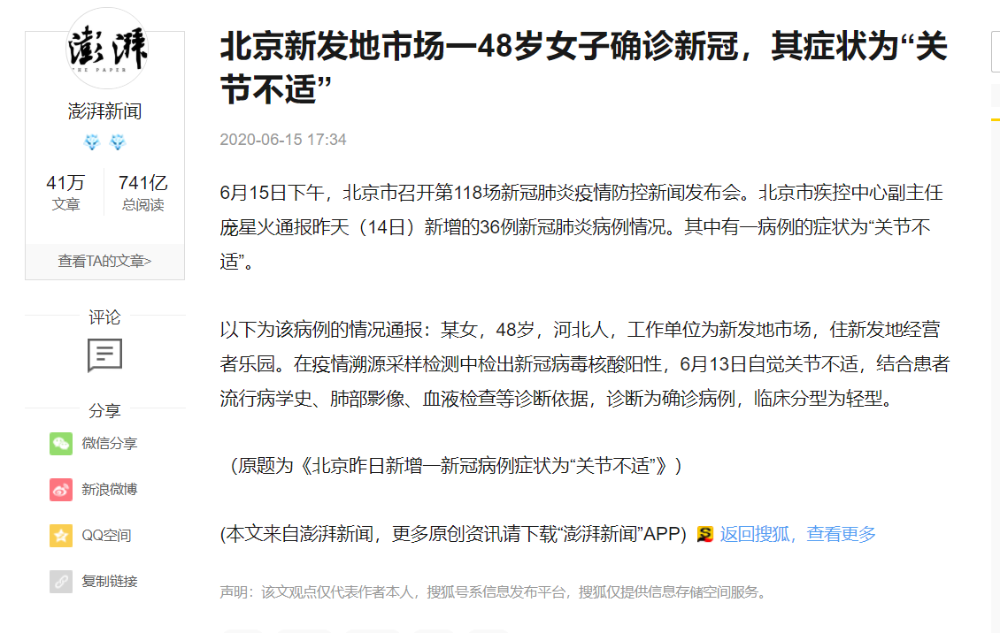 澎湃
THE PAPER
澎湃新闻
41万
文章
741亿
总阅读
查看TA的文章>
评论
分享
微信分享
新浪微博
QQ空间
复制链接
北京新发地市场一48岁女子确诊新冠，其症状为“关
节不适”
2020-06-15 17:34
6月15日下午，北京市召开第118场新冠肺炎疫情防控新闻发布会。北京市疾控中心副主任
庞星火通报昨天（14日）新增的36例新冠肺炎病例情况。其中有一病例的症状为“关节不
适”。
以下为该病例的情况通报：某女，48岁，河北人，工作单位为新发地市场，住新发地经营
者乐园。在疫情溯源采样检测中检出新冠病毒核酸阳性，6月13日自觉关节不适，结合患者
流行病学史、肺部影像、血液检查等诊断依据，诊断为确诊病例，临床分型为轻型。
（原题为《北京昨日新增一新冠病例症状为“关节不适”》）
(本文来自澎湃新闻，更多原创资讯请下载“澎湃新闻”APP) 返回搜狐，查看更多
声明：该文观点仅代表作者本人，搜狐号系信息发布平台，搜狐仅提供信息存储空间服务。